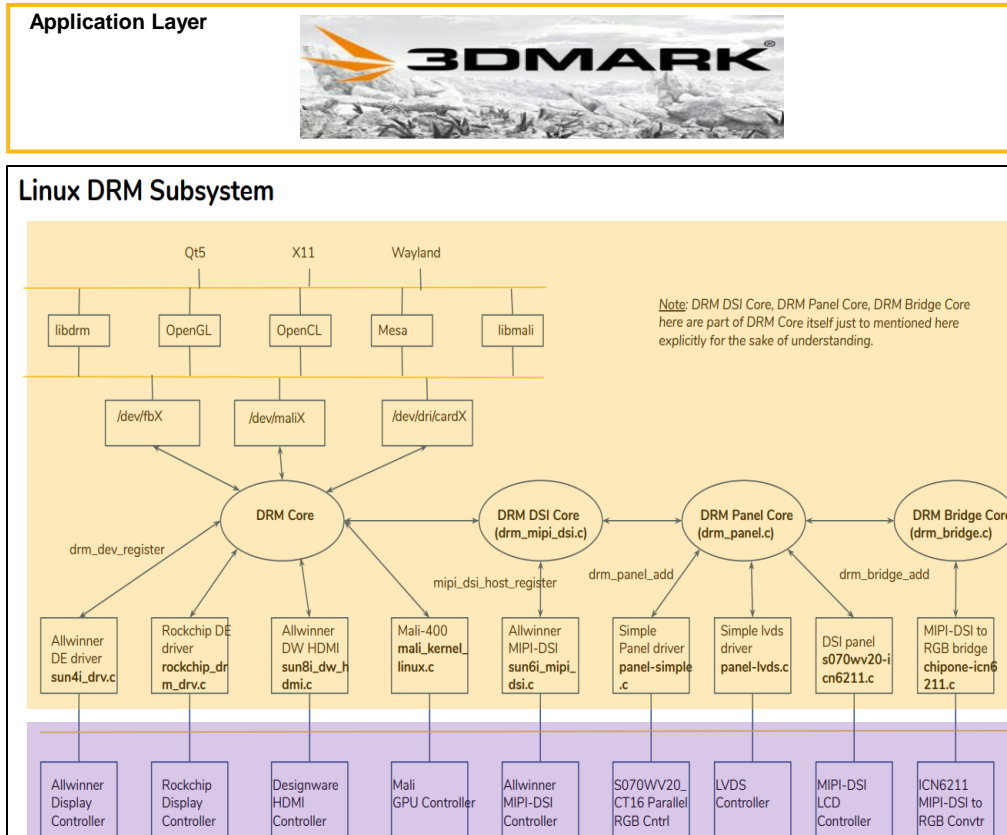 Application Layer
3DMARK®
Linux DRM Subsystem
Qt5
X11
Wayland
libdrm
OpenGL
OpenCL
Mesa
libmali
Note: DRM DSI Core, DRM Panel Core, DRM Bridge Core
here are part of DRM Core itself just to mentioned here
explicitly for the sake of understanding.
/dev/fbX
/dev/maliX
/dev/dri/cardX
DRM Core
DRM DSI Core
(drm_mipi_dsi.c)
DRM Panel Core
(drm_panel.c)
DRM Bridge Core
(drm_bridge.c)
drm_dev_register
mipi_dsi_host_register
drm_panel_add
drm_bridge_add
Allwinner
DE driver
sun4i_drv.c
Rockchip DE
driver
rockchip_dr
m_drv.c
Allwinner
DW HDMI
sun8i_dw_h
dmi.c
Mali-400
mali_kernel_
linux.c
Allwinner
MIPI-DSI
sun6i_mipi_
dsi.c
Simple
Panel driver
panel-simple
.c
Simple lvds
driver
panel-lvds.c
DSI panel
s070wv20-i
cn6211.c
MIPI-DSI to
RGB bridge
chipone-icn6
211.c
Allwinner
Display
Controller
Rockchip
Display
Controller
Designware
HDMI
Controller
Mali
GPU Controller
Allwinner
MIPI-DSI
Controller
S070WV20_
CT16 Parallel
RGB Cntrl
LVDS
Controller
MIPI-DSI
LCD
Controller
ICN6211
MIPI-DSI to
RGB Convtr